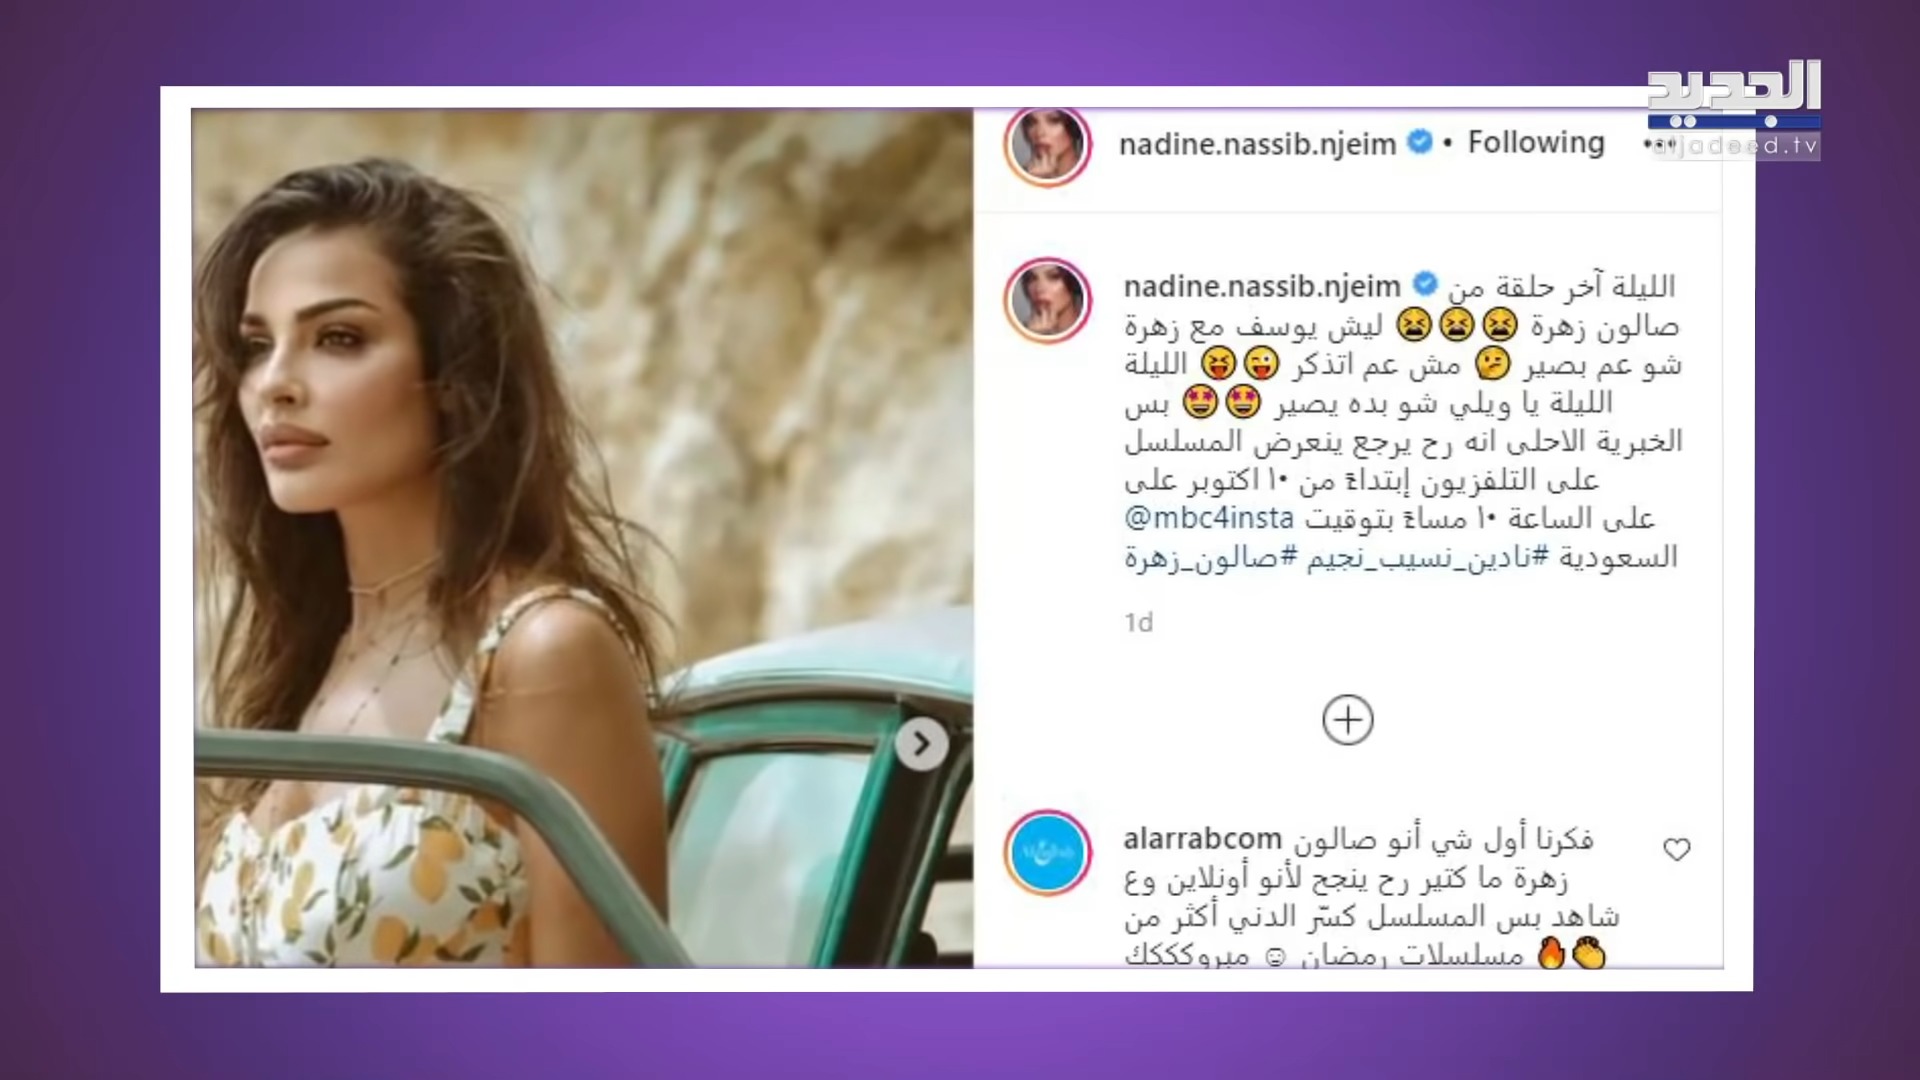 الجديد
aljadeed.tv
nadine.nassib.njeim • Following •••
nadine.nassib.njeim الليلة آخر حلقة من
صالون زهرة 😫😫😫 ليش يوسف مع زهرة
شو عم بصير 🤔 مش عم اتذكر 😜😝 الليلة
الليلة يا ويلي شو بده يصير 🤩🤩 بس
الخبرية الاحلى انه رح يرجع ينعرض المسلسل
على التلفزيون إبتداءً من ١٠ اكتوبر على
@mbc4insta على الساعة ١٠ مساءً بتوقيت
السعودية #نادين_نسيب_نجيم #صالون_زهرة
1d
alarrabcom فكرنا أول شي أنو صالون
زهرة ما كتير رح ينجح لأنو أونلاين وع
شاهد بس المسلسل كسّر الدني أكثر من
مسلسلات رمضان ☺ مبروكككك 🔥👏